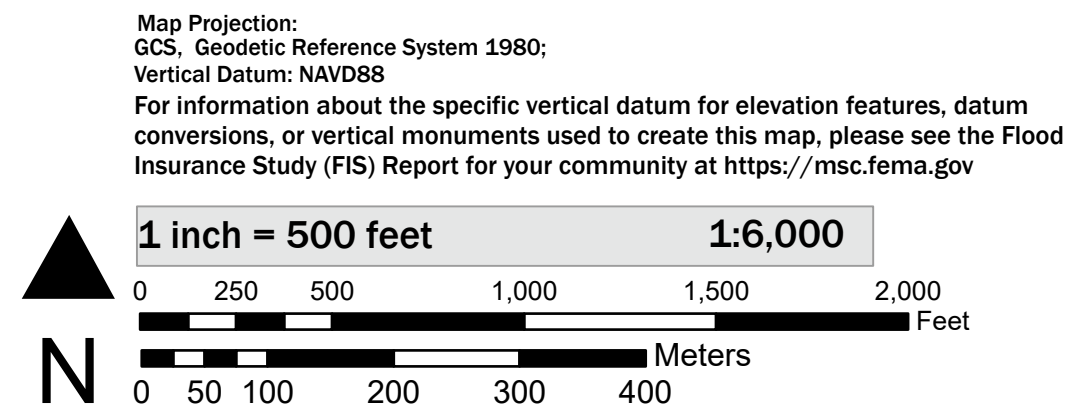 Map Projection:
GCS, Geodetic Reference System 1980;
Vertical Datum: NAVD88
For information about the specific vertical datum for elevation features, datum
conversions, or vertical monuments used to create this map, please see the Flood
Insurance Study (FIS) Report for your community at https://msc.fema.gov
1 inch = 500 feet 1:6,000
0 250 500 1,000 1,500 2,000
Feet
N
Meters
0 50 100 200 300 400